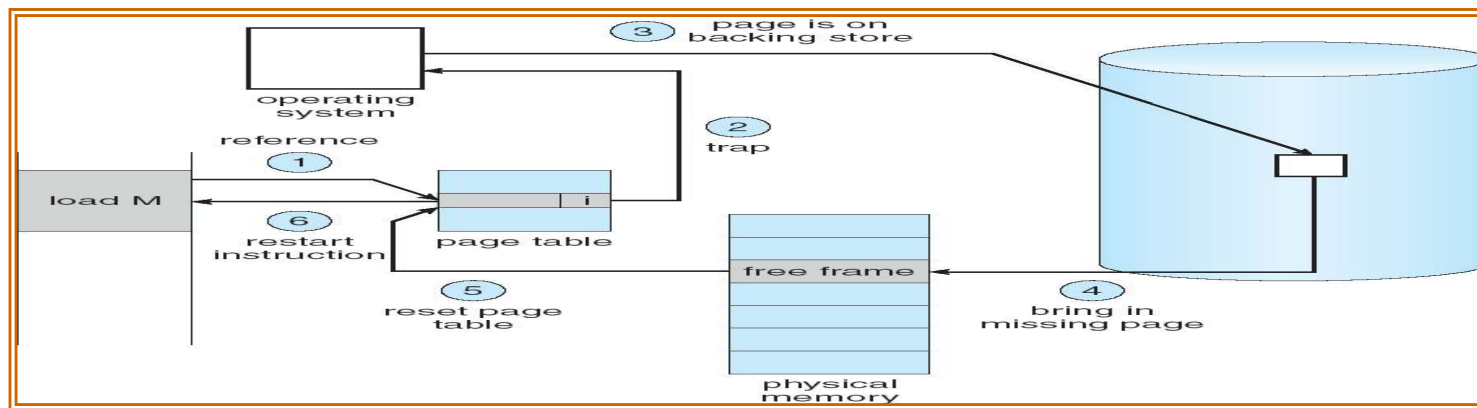 3
page is on
backing store
operating
system
reference
1
2
trap
load M
i
6
restart
instruction
page table
free frame
5
reset page
table
4
bring in
missing page
physical
memory